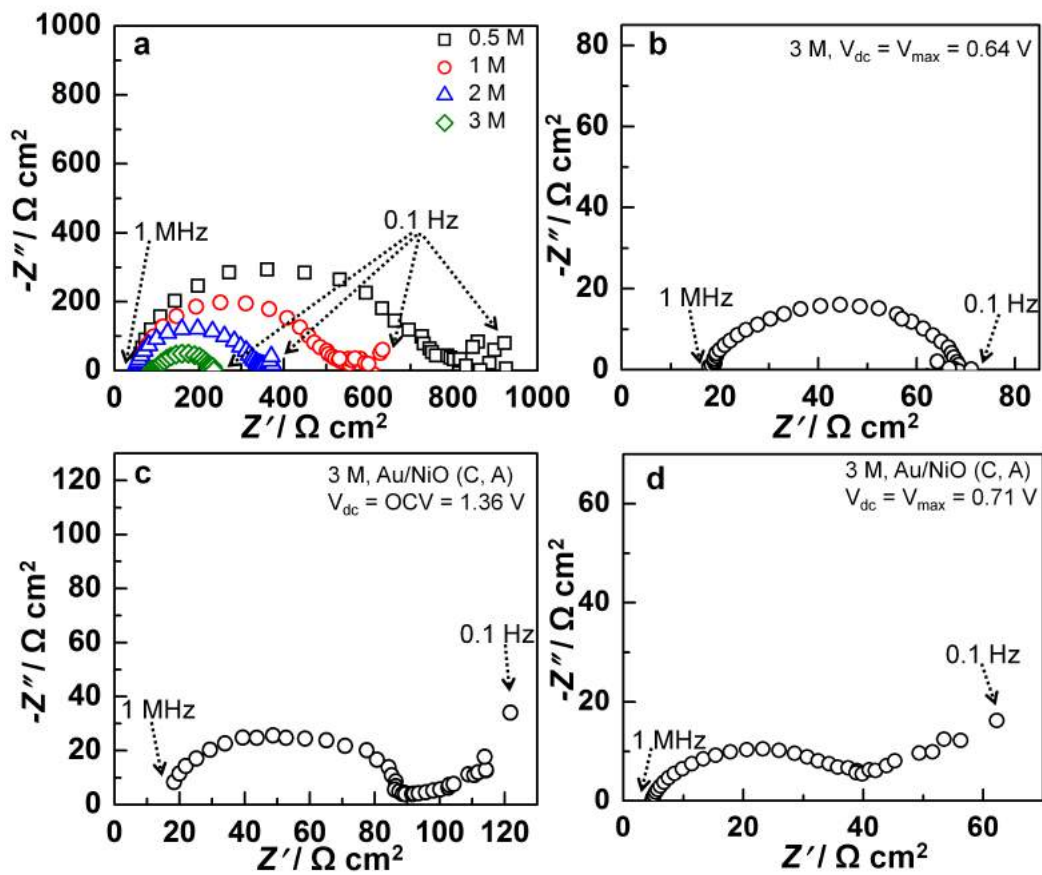 a
0.5 M
1 M
2 M
3 M
1000
800
600
400
200
0
-Z″/ Ω cm²
1 MHz
0.1 Hz
0 200 400 600 800 1000
Z′/ Ω cm²
b
3 M, Vdc = Vmax = 0.64 V
80
60
40
20
0
-Z″/ Ω cm²
1 MHz
0.1 Hz
0 20 40 60 80
Z′/ Ω cm²
c
3 M, Au/NiO (C, A)
Vdc = OCV = 1.36 V
120
100
80
60
40
20
0
-Z″/ Ω cm²
1 MHz
0.1 Hz
0 20 40 60 80 100 120
Z′/ Ω cm²
d
3 M, Au/NiO (C, A)
Vdc = Vmax = 0.71 V
60
40
20
0
-Z″/ Ω cm²
1 MHz
0.1 Hz
0 20 40 60
Z′/ Ω cm²